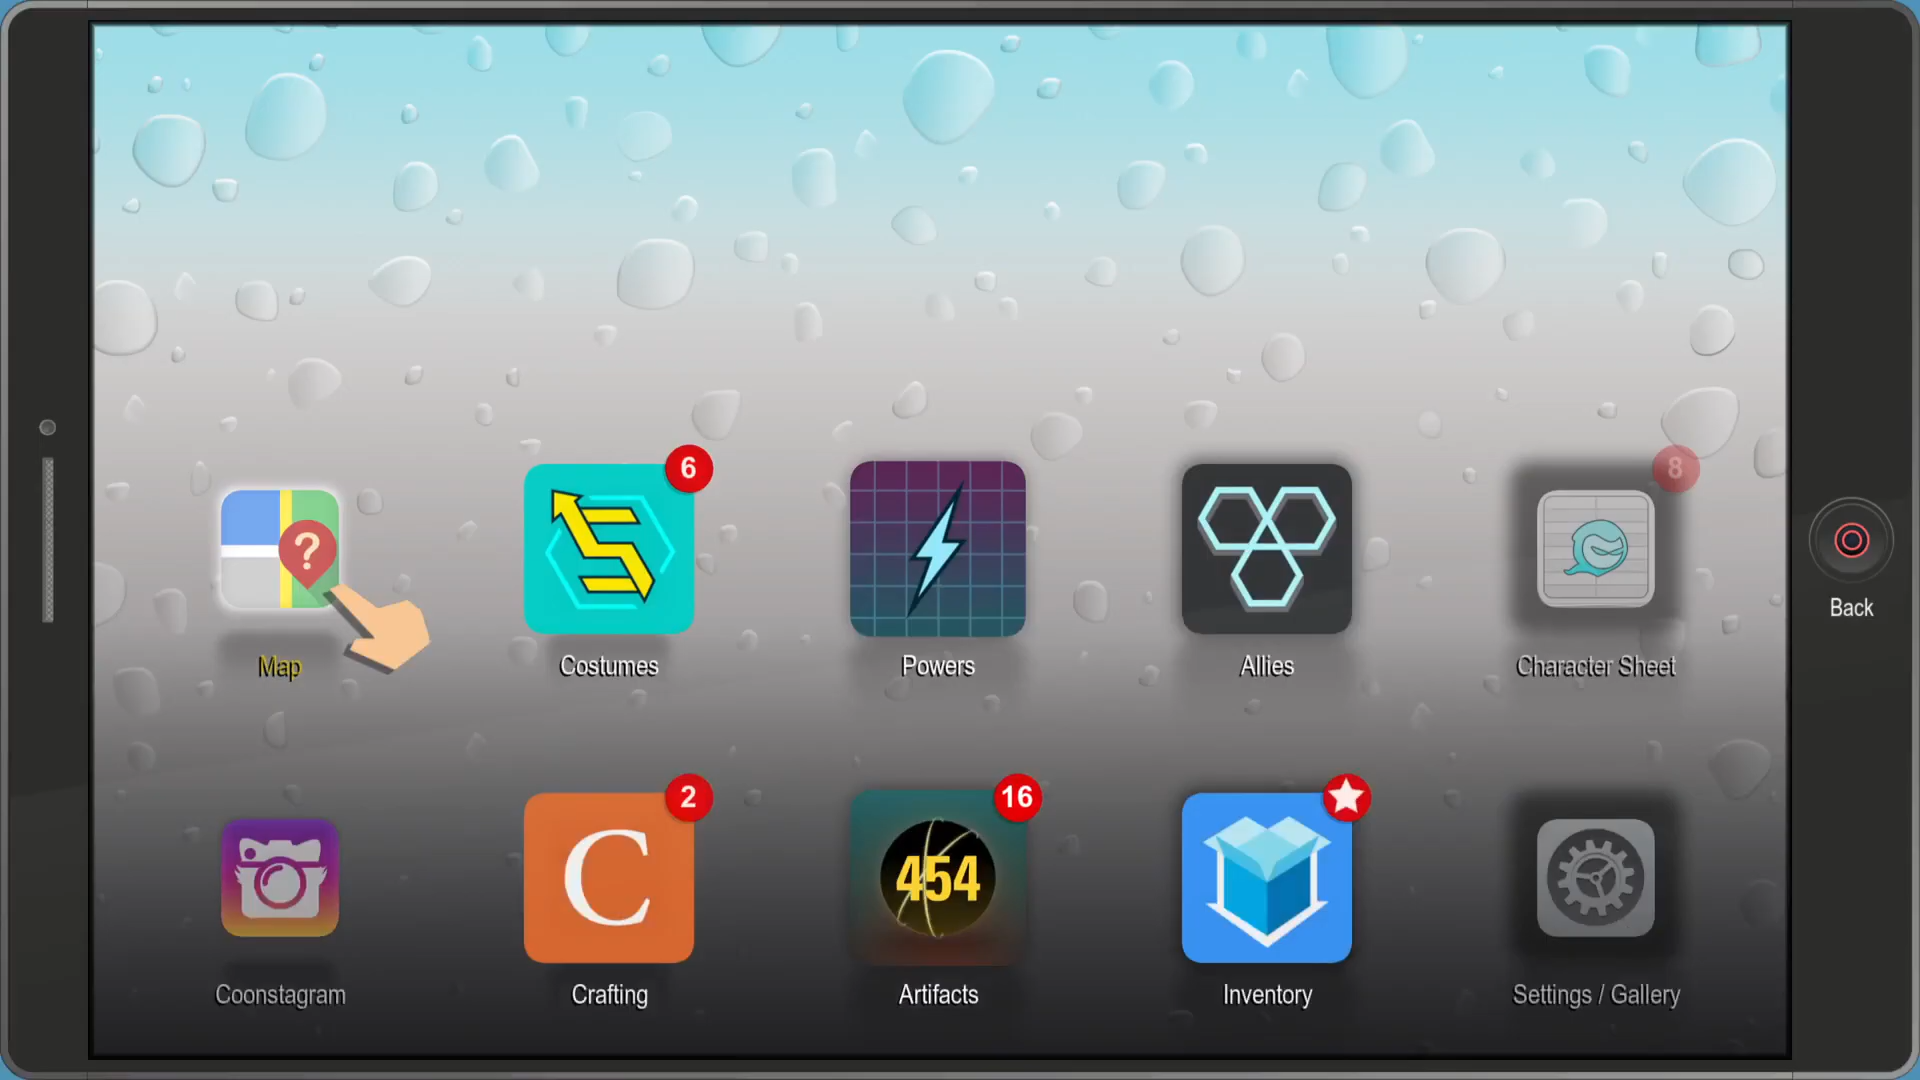 6
8
?
Back
Map
Costumes
Powers
Allies
Character Sheet
2
16
C
454
Coonstagram
Crafting
Artifacts
Inventory
Settings / Gallery